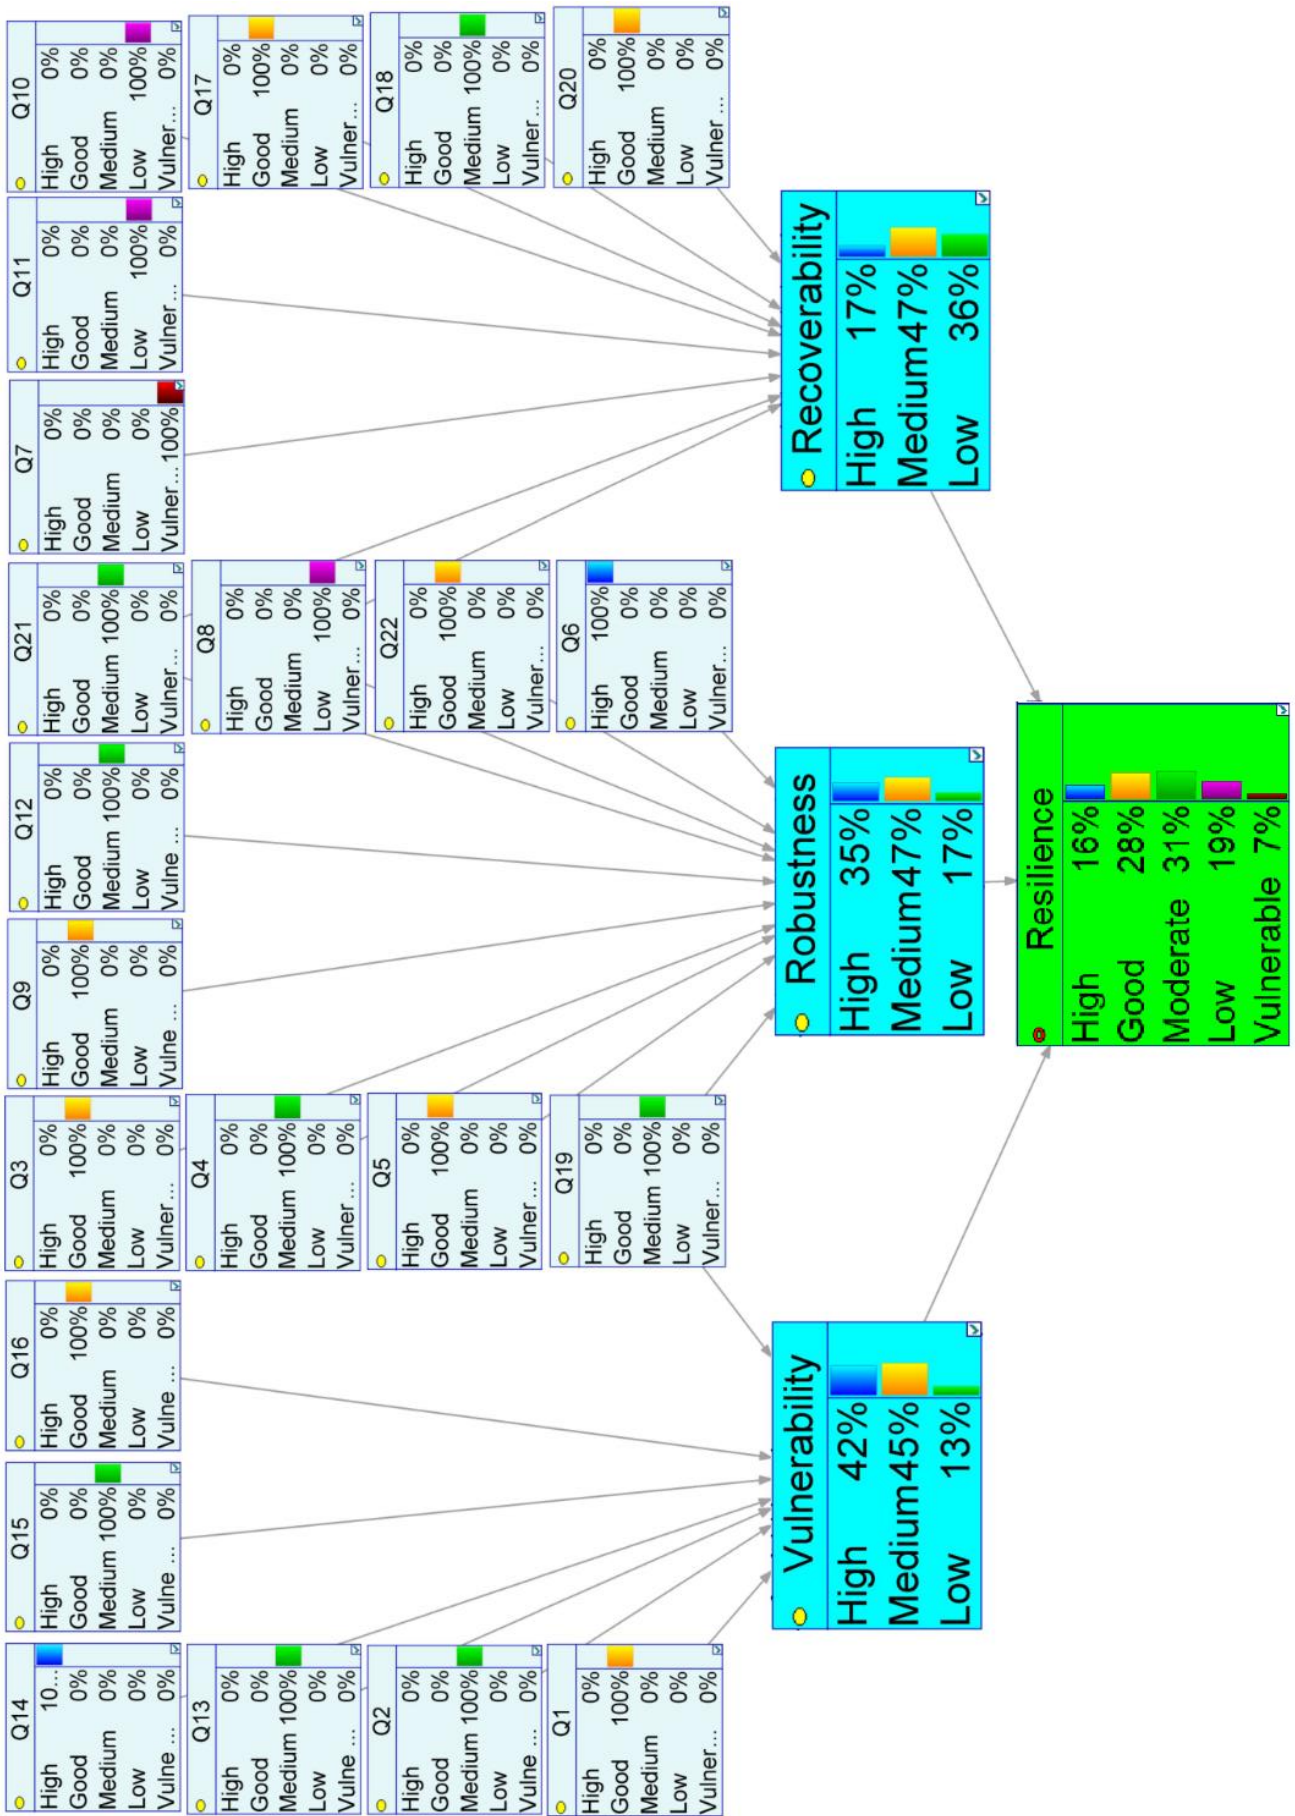 Q14
High 10...
Good 0%
Medium 0%
Low 0%
Vulne ... 0%
Q15
High 0%
Good 0%
Medium 100%
Low 0%
Vulne ... 0%
Q16
High 0%
Good 100%
Medium 0%
Low 0%
Vulne ... 0%
Q3
High 0%
Good 100%
Medium 0%
Low 0%
Vulner... 0%
Q9
High 0%
Good 100%
Medium 0%
Low 0%
Vulne ... 0%
Q12
High 0%
Good 0%
Medium 100%
Low 0%
Vulne ... 0%
Q21
High 0%
Good 0%
Medium 100%
Low 0%
Vulner... 0%
Q7
High 0%
Good 0%
Medium 0%
Low 0%
Vulner... 100%
Q11
High 0%
Good 0%
Medium 0%
Low 100%
Vulner... 0%
Q10
High 0%
Good 0%
Medium 0%
Low 100%
Vulner... 0%
Q13
High 0%
Good 0%
Medium 100%
Low 0%
Vulne ... 0%
Q4
High 0%
Good 0%
Medium 100%
Low 0%
Vulner... 0%
Q8
High 0%
Good 0%
Medium 0%
Low 100%
Vulner... 0%
Q17
High 0%
Good 100%
Medium 0%
Low 0%
Vulner... 0%
Q2
High 0%
Good 0%
Medium 100%
Low 0%
Vulne ... 0%
Q5
High 0%
Good 100%
Medium 0%
Low 0%
Vulner... 0%
Q22
High 0%
Good 100%
Medium 0%
Low 0%
Vulner... 0%
Q18
High 0%
Good 0%
Medium 100%
Low 0%
Vulner... 0%
Q1
High 0%
Good 100%
Medium 0%
Low 0%
Vulner... 0%
Q19
High 0%
Good 0%
Medium 100%
Low 0%
Vulner... 0%
Q6
High 100%
Good 0%
Medium 0%
Low 0%
Vulner... 0%
Q20
High 0%
Good 100%
Medium 0%
Low 0%
Vulner ... 0%
Vulnerability
High 42%
Medium 45%
Low 13%
Robustness
High 35%
Medium 47%
Low 17%
Recoverability
High 17%
Medium 47%
Low 36%
Resilience
High 16%
Good 28%
Moderate 31%
Low 19%
Vulnerable 7%